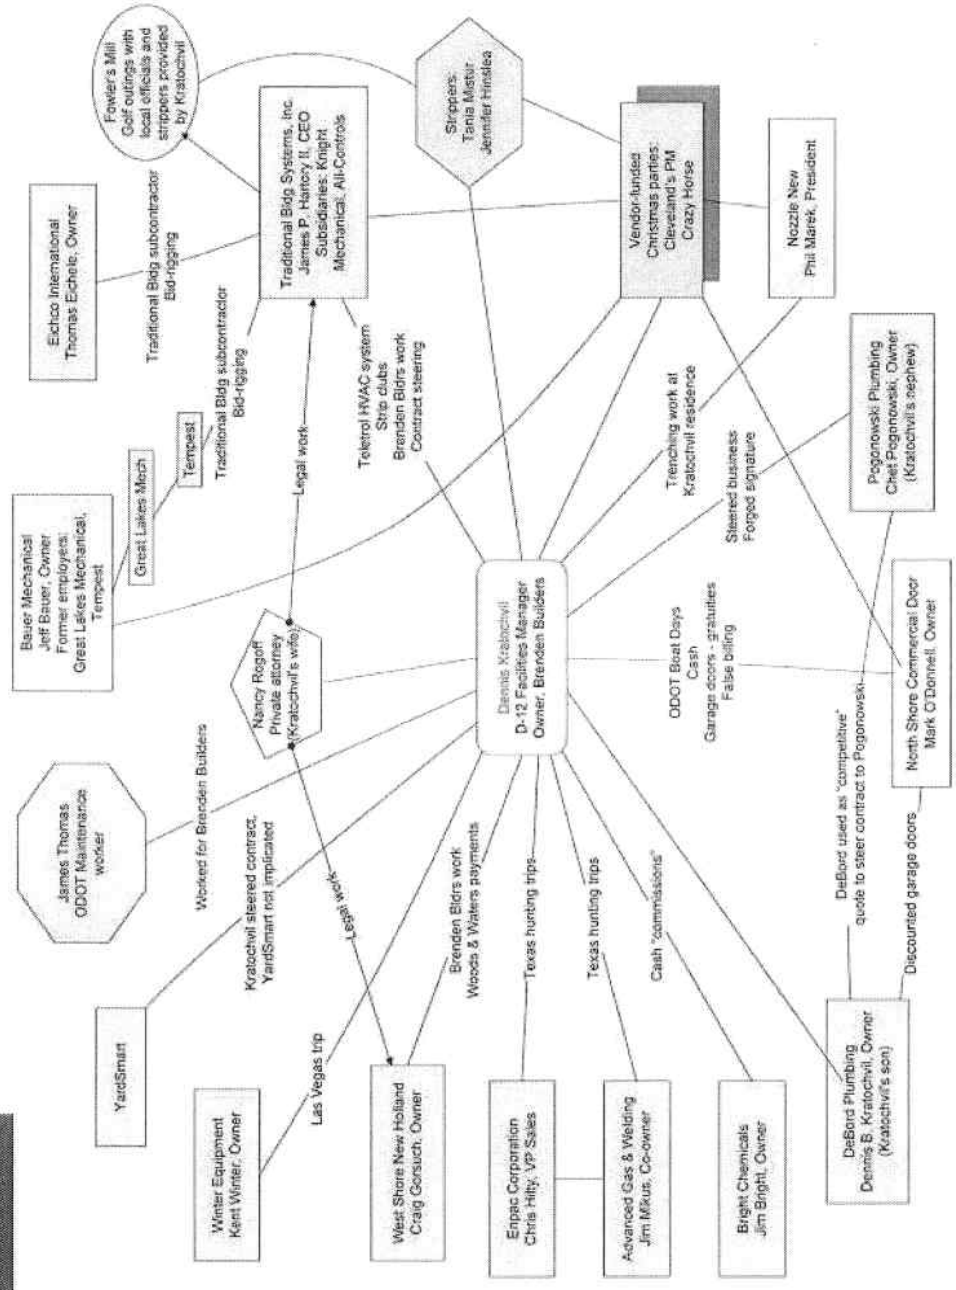 Bauer Mechanical
Jeff Bauer, Owner
Former employers:
Great Lakes Mechanical,
Tempest
James Thomas
ODOT Maintenance
worker
Eichco International
Thomas Eichele, Owner
Fowler's Mill
Golf outings with
local officials and
strippers provided
by Kratochvil
YardSmart
Great Lakes Mech
Tempest
Traditional Bldg subcontractor
Bid-rigging
Traditional Bldg subcontractor
Bid-rigging
Worked for Brenden Builders
Winter Equipment
Kent Winter, Owner
Kratochvil steered contract,
YardSmart not implicated
Nancy Rogoff
Private attorney
(Kratochvil's wife)
Legal work
Traditional Bldg Systems, Inc.
James P. Hartory II, CEO
Subsidiaries: Knight
Mechanical, All-Controls
Las Vegas trip
Legal work
Teletrol HVAC system
Strip clubs
Brenden Bldrs work
Contract steering
West Shore New Holland
Craig Gorsuch, Owner
Brenden Bldrs work
Woods & Waters payments
Strippers:
Tania Mistur
Jennifer Hinslea
Enpac Corporation
Chris Hilty, VP Sales
Texas hunting trips
Dennis Kratochvil
D-12 Facilities Manager
Owner, Brenden Builders
Advanced Gas & Welding
Jim Mikus, Co-owner
Texas hunting trips
Vendor-funded
Christmas parties:
Cleveland's PM
Crazy Horse
Bright Chemicals
Jim Bright, Owner
Cash "commissions"
ODOT Boat Days
Cash
Garage doors - gratuities
False billing
Trenching work at
Kratochvil residence
Steered business
Forged signature
Nozzle New
Phil Marek, President
DeBord Plumbing
Dennis B. Kratochvil, Owner
(Kratochvil's son)
DeBord used as "competitive"
quote to steer contract to Pogonowski
Discounted garage doors
North Shore Commercial Door
Mark O'Donnell, Owner
Pogonowski Plumbing
Chet Pogonowski, Owner
(Kratochvil's nephew)